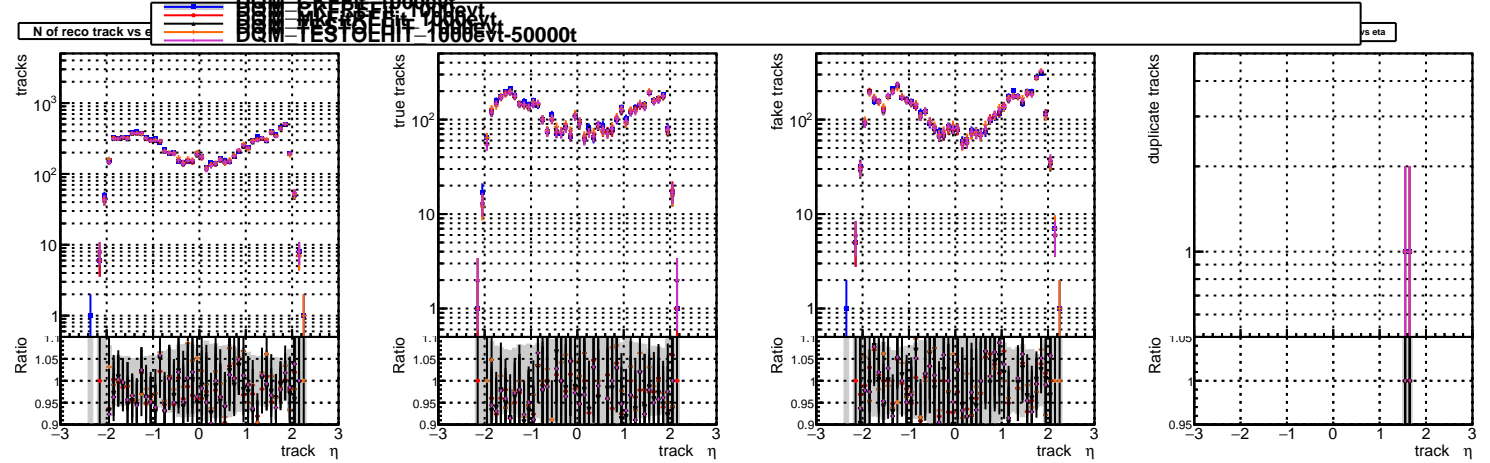 DQM_TESTOLHIT_1000evt-50000t
N of reco track vs e
vs eta
tracks
10³
10²
10
1
Ratio
1.1
1.05
1
0.95
0.9
−3 −2 −1 0 1 2 3
track η
true tracks
10²
10
1
Ratio
1.1
1.05
1
0.95
0.9
−3 −2 −1 0 1 2 3
track η
fake tracks
10²
10
1
Ratio
1.1
1.05
1
0.95
0.9
−3 −2 −1 0 1 2 3
track η
duplicate tracks
1
Ratio
1.05
1
0.95
−3 −2 −1 0 1 2 3
track η